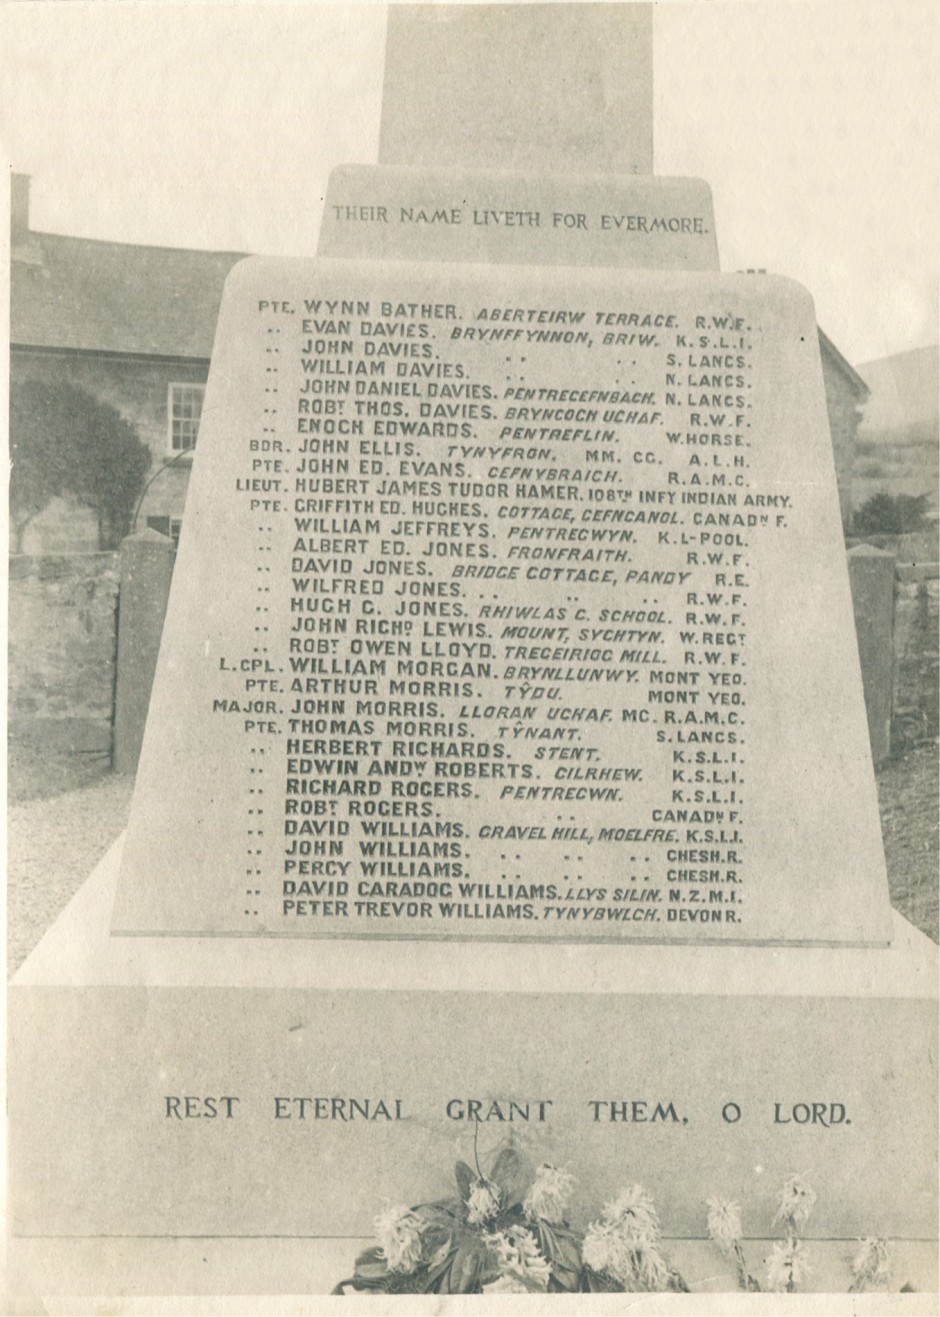 THEIR NAME LIVETH FOR EVERMORE.
PTE. WYNN BATHER. ABERTEIRW TERRACE. R.W.F.
.. EVAN DAVIES. BRYNFFYNNON, BRIW. K.S.L.I.
.. JOHN DAVIES. .. .. S. LANCS.
.. WILLIAM DAVIES. .. .. N. LANCS.
.. JOHN DANIEL DAVIES. PENTRECEFNBACH. N. LANCS.
.. ROBT THOS. DAVIES. BRYNCOCH UCHAF. R.W.F.
.. ENOCH EDWARDS. PENTREFLIN. W.HORSE.
BDR. JOHN ELLIS. TYNYFRON. MM. CG. A.L.H.
PTE. JOHN ED. EVANS. CEFNYBRAICH. R.A.M.C.
LIEUT. HUBERT JAMES TUDOR HAMER. 108TH INFY INDIAN ARMY.
PTE. GRIFFITH ED. HUGHES. COTTAGE, CEFNCANOL. CANADN F.
.. WILLIAM JEFFREYS. PENTREGWYN. K.L-POOL.
.. ALBERT ED. JONES. FRONFRAITH. R.W.F.
.. DAVID JONES. BRIDGE COTTAGE, PANDY R.E.
.. WILFRED JONES. .. .. .. R.W.F.
.. HUGH G. JONES. RHIWLAS C. SCHOOL. R.W.F.
.. JOHN RICHD LEWIS. MOUNT, SYCHTYN. W.REGT
.. ROBT OWEN LLOYD. TREGEIRIOG MILL. R.W.F.
L.CPL. WILLIAM MORGAN. BRYNLLUNWY. MONT YEO.
PTE. ARTHUR MORRIS. TŶDU. MONT YEO.
MAJOR. JOHN MORRIS. LLORAN UCHAF. MC. R.A.M.C.
PTE. THOMAS MORRIS. TŶNANT. S.LANCS.
.. HERBERT RICHARDS. STENT. K.S.L.I.
.. EDWIN ANDW ROBERTS. CILRHEW. K.S.L.I.
.. RICHARD ROGERS. PENTREGWN. K.S.L.I.
.. ROBT ROGERS. .. CANADN F.
.. DAVID WILLIAMS. GRAVEL HILL, MOELFRE. K.S.L.I.
.. JOHN WILLIAMS. .. .. .. CHESH.R.
.. PERCY WILLIAMS. .. .. .. CHESH.R.
.. DAVID CARADOG WILLIAMS. LLYS SILIN. N.Z.M.I.
.. PETER TREVOR WILLIAMS. TYNYBWLCH. DEVON R.
REST ETERNAL GRANT THEM, O LORD.